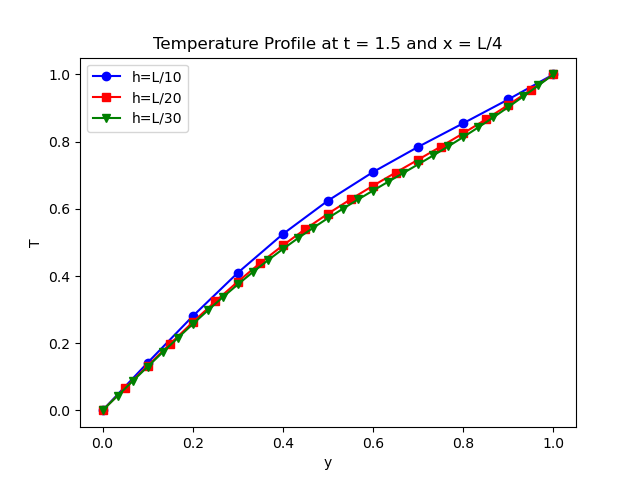 Temperature Profile at t = 1.5 and x = L/4
h=L/10
h=L/20
h=L/30
1.0
0.8
0.6
0.4
0.2
0.0
T
0.0 0.2 0.4 0.6 0.8 1.0
y